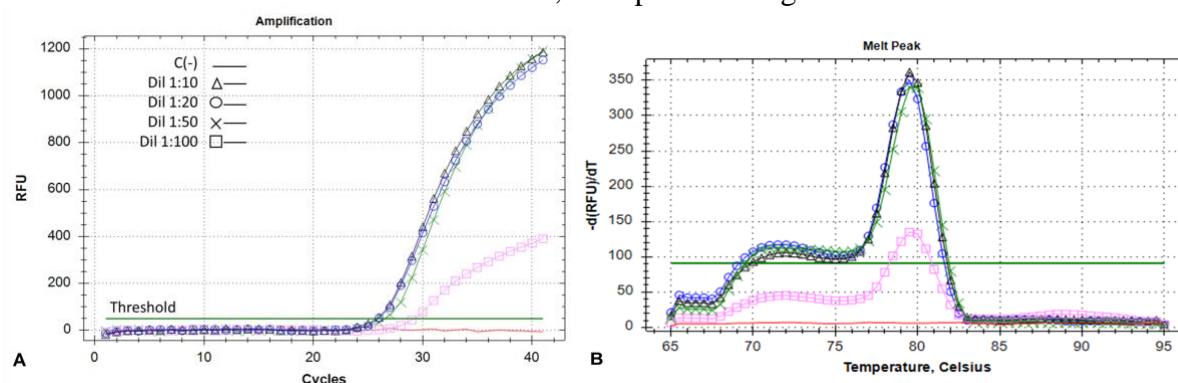 Amplification
1200
1000
800
600
400
200
0
RFU
C(-)
Dil 1:10
Dil 1:20
Dil 1:50
Dil 1:100
Threshold
0 10 20 30 40
Cycles
A
Melt Peak
350
300
250
200
150
100
50
0
-d(RFU)/dT
65 70 75 80 85 90 95
Temperature, Celsius
B